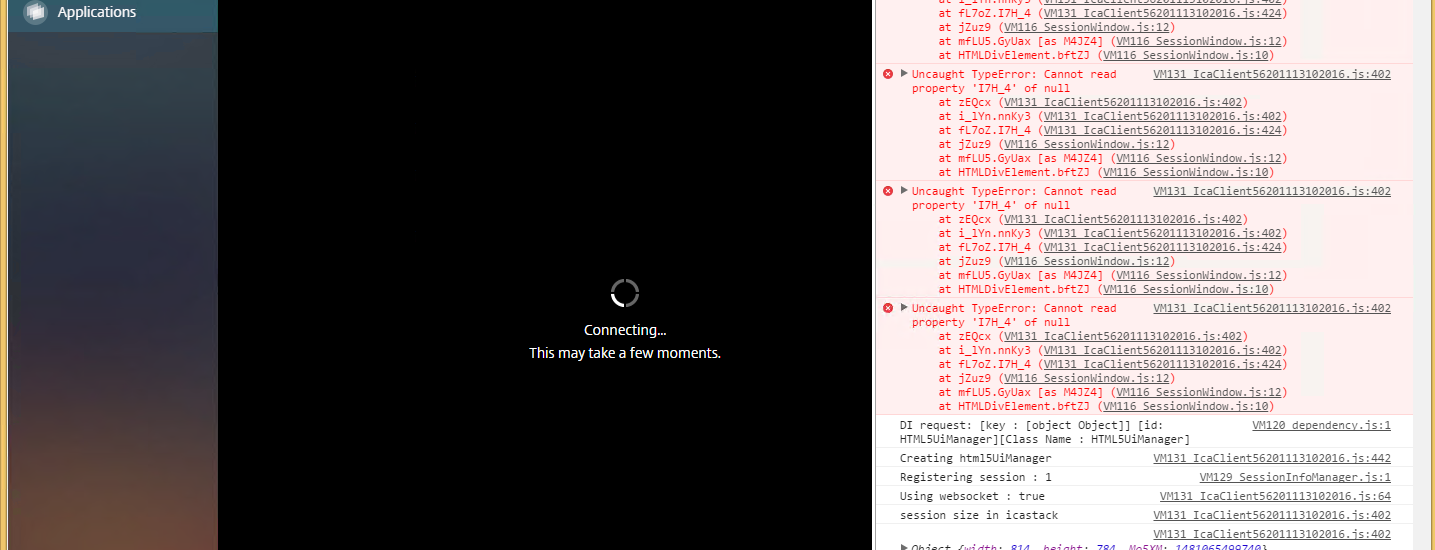 Applications
Connecting...
This may take a few moments.
at fL7oZ.I7H_4 (VM131 IcaClient56201113102016.js:424)
at jZuz9 (VM116 SessionWindow.js:12)
at mfLU5.GyUax [as M4JZ4] (VM116 SessionWindow.js:12)
at HTMLDivElement.bftZJ (VM116 SessionWindow.js:10)
Uncaught TypeError: Cannot read VM131 IcaClient56201113102016.js:402
property 'I7H_4' of null
at zEQcx (VM131 IcaClient56201113102016.js:402)
at i_lYn.nnKy3 (VM131 IcaClient56201113102016.js:402)
at fL7oZ.I7H_4 (VM131 IcaClient56201113102016.js:424)
at jZuz9 (VM116 SessionWindow.js:12)
at mfLU5.GyUax [as M4JZ4] (VM116 SessionWindow.js:12)
at HTMLDivElement.bftZJ (VM116 SessionWindow.js:10)
Uncaught TypeError: Cannot read VM131 IcaClient56201113102016.js:402
property 'I7H_4' of null
at zEQcx (VM131 IcaClient56201113102016.js:402)
at i_lYn.nnKy3 (VM131 IcaClient56201113102016.js:402)
at fL7oZ.I7H_4 (VM131 IcaClient56201113102016.js:424)
at jZuz9 (VM116 SessionWindow.js:12)
at mfLU5.GyUax [as M4JZ4] (VM116 SessionWindow.js:12)
at HTMLDivElement.bftZJ (VM116 SessionWindow.js:10)
Uncaught TypeError: Cannot read VM131 IcaClient56201113102016.js:402
property 'I7H_4' of null
at zEQcx (VM131 IcaClient56201113102016.js:402)
at i_lYn.nnKy3 (VM131 IcaClient56201113102016.js:402)
at fL7oZ.I7H_4 (VM131 IcaClient56201113102016.js:424)
at jZuz9 (VM116 SessionWindow.js:12)
at mfLU5.GyUax [as M4JZ4] (VM116 SessionWindow.js:12)
at HTMLDivElement.bftZJ (VM116 SessionWindow.js:10)
DI request: [key : [object Object]] [id: VM120 dependency.js:1
HTML5UiManager][Class Name : HTML5UiManager]
Creating html5UiManager VM131 IcaClient56201113102016.js:442
Registering session : 1 VM129 SessionInfoManager.js:1
Using websocket : true VM131 IcaClient56201113102016.js:64
session size in icastack VM131 IcaClient56201113102016.js:402
VM131 IcaClient56201113102016.js:402
Object {width: 814, height: 784, Mo5XM: 1481065499740}